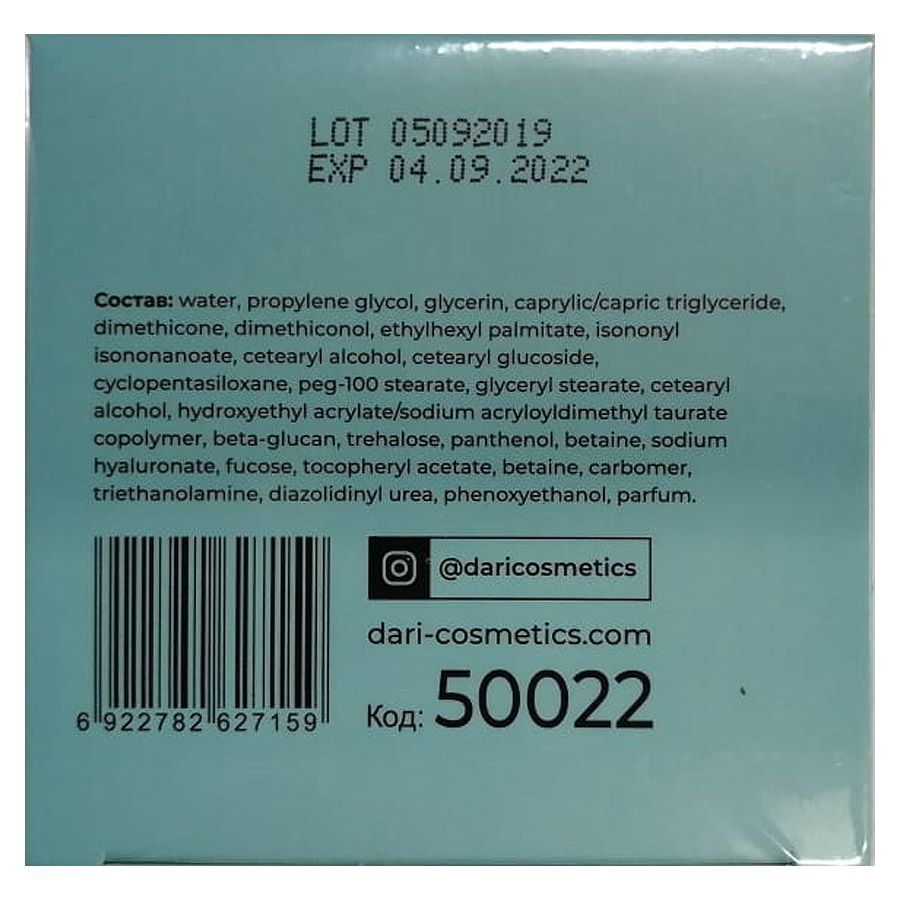 LOT 05092019
EXP 04.09.2022
Состав: water, propylene glycol, glycerin, caprylic/capric triglyceride,
dimethicone, dimethiconol, ethylhexyl palmitate, isononyl
isononanoate, cetearyl alcohol, cetearyl glucoside,
cyclopentasiloxane, peg-100 stearate, glyceryl stearate, cetearyl
alcohol, hydroxyethyl acrylate/sodium acryloyldimethyl taurate
copolymer, beta-glucan, trehalose, panthenol, betaine, sodium
hyaluronate, fucose, tocopheryl acetate, betaine, carbomer,
triethanolamine, diazolidinyl urea, phenoxyethanol, parfum.
@daricosmetics
dari-cosmetics.com
Код: 50022
6 922782 627159